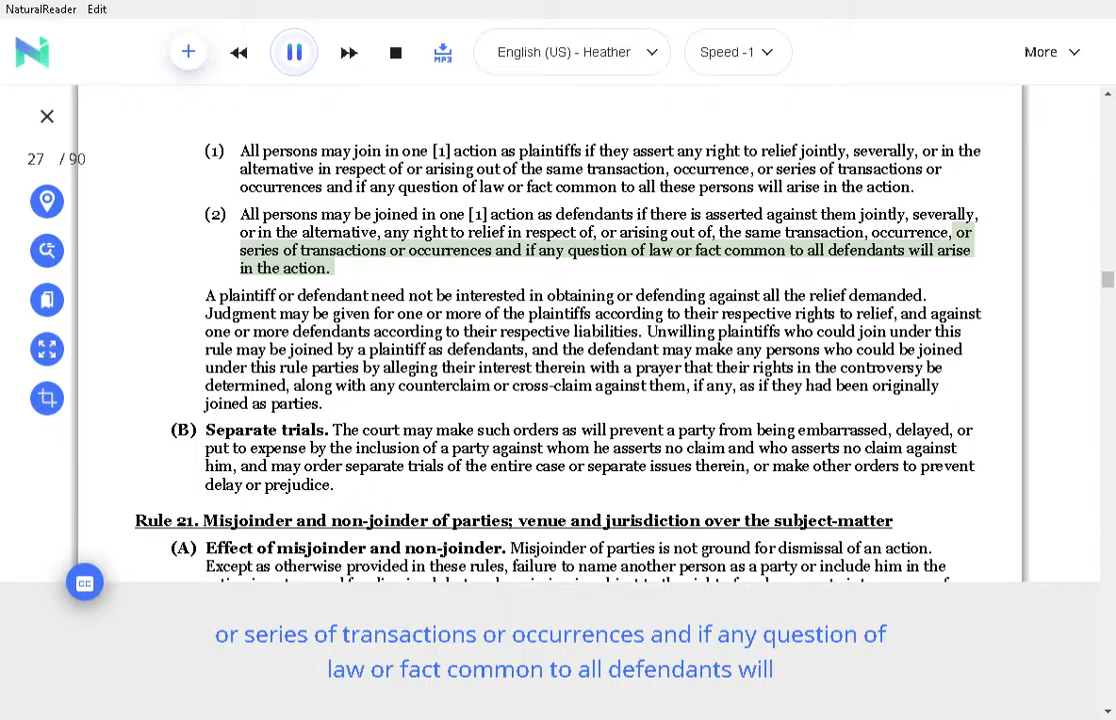 NaturalReader Edit
MP3
English (US) - Heather
Speed -1
More
27 / 90
(1) All persons may join in one [1] action as plaintiffs if they assert any right to relief jointly, severally, or in the
alternative in respect of or arising out of the same transaction, occurrence, or series of transactions or
occurrences and if any question of law or fact common to all these persons will arise in the action.
(2) All persons may be joined in one [1] action as defendants if there is asserted against them jointly, severally,
or in the alternative, any right to relief in respect of, or arising out of, the same transaction, occurrence, or
series of transactions or occurrences and if any question of law or fact common to all defendants will arise
in the action.
A plaintiff or defendant need not be interested in obtaining or defending against all the relief demanded.
Judgment may be given for one or more of the plaintiffs according to their respective rights to relief, and against
one or more defendants according to their respective liabilities. Unwilling plaintiffs who could join under this
rule may be joined by a plaintiff as defendants, and the defendant may make any persons who could be joined
under this rule parties by alleging their interest therein with a prayer that their rights in the controversy be
determined, along with any counterclaim or cross-claim against them, if any, as if they had been originally
joined as parties.
(B) Separate trials. The court may make such orders as will prevent a party from being embarrassed, delayed, or
put to expense by the inclusion of a party against whom he asserts no claim and who asserts no claim against
him, and may order separate trials of the entire case or separate issues therein, or make other orders to prevent
delay or prejudice.
Rule 21. Misjoinder and non-joinder of parties; venue and jurisdiction over the subject-matter
(A) Effect of misjoinder and non-joinder. Misjoinder of parties is not ground for dismissal of an action.
Except as otherwise provided in these rules, failure to name another person as a party or include him in the
CC
or series of transactions or occurrences and if any question of
law or fact common to all defendants will